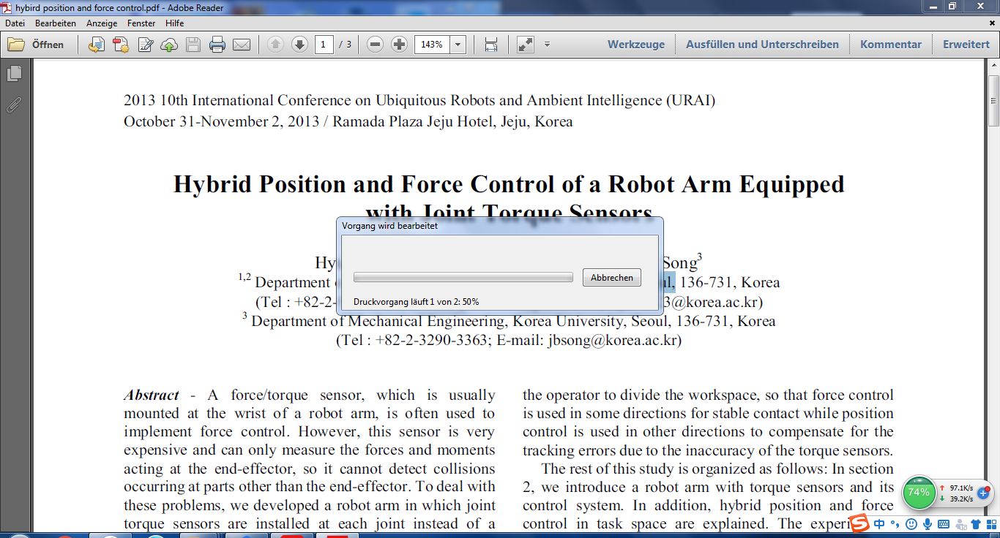 hybird position and force control.pdf - Adobe Reader
Datei Bearbeiten Anzeige Fenster Hilfe
Öffnen 1 / 3 143% Werkzeuge Ausfüllen und Unterschreiben Kommentar Erweitert
2013 10th International Conference on Ubiquitous Robots and Ambient Intelligence (URAI)
October 31-November 2, 2013 / Ramada Plaza Jeju Hotel, Jeju, Korea
Hybrid Position and Force Control of a Robot Arm Equipped
with Joint Torque Sensors
Vorgang wird bearbeitet
Abbrechen
Druckvorgang läuft 1 von 2: 50%
Hy Song3
1,2 Department ul, 136-731, Korea
(Tel : +82-2- 3@korea.ac.kr)
3 Department of Mechanical Engineering, Korea University, Seoul, 136-731, Korea
(Tel : +82-2-3290-3363; E-mail: jbsong@korea.ac.kr)
Abstract - A force/torque sensor, which is usually
mounted at the wrist of a robot arm, is often used to
implement force control. However, this sensor is very
expensive and can only measure the forces and moments
acting at the end-effector, so it cannot detect collisions
occurring at parts other than the end-effector. To deal with
these problems, we developed a robot arm in which joint
torque sensors are installed at each joint instead of a
the operator to divide the workspace, so that force control
is used in some directions for stable contact while position
control is used in other directions to compensate for the
tracking errors due to the inaccuracy of the torque sensors.
The rest of this study is organized as follows: In section
2, we introduce a robot arm with torque sensors and its
control system. In addition, hybrid position and force
control in task space are explained. The experi
74% 97.1K/s
39.2K/s
中